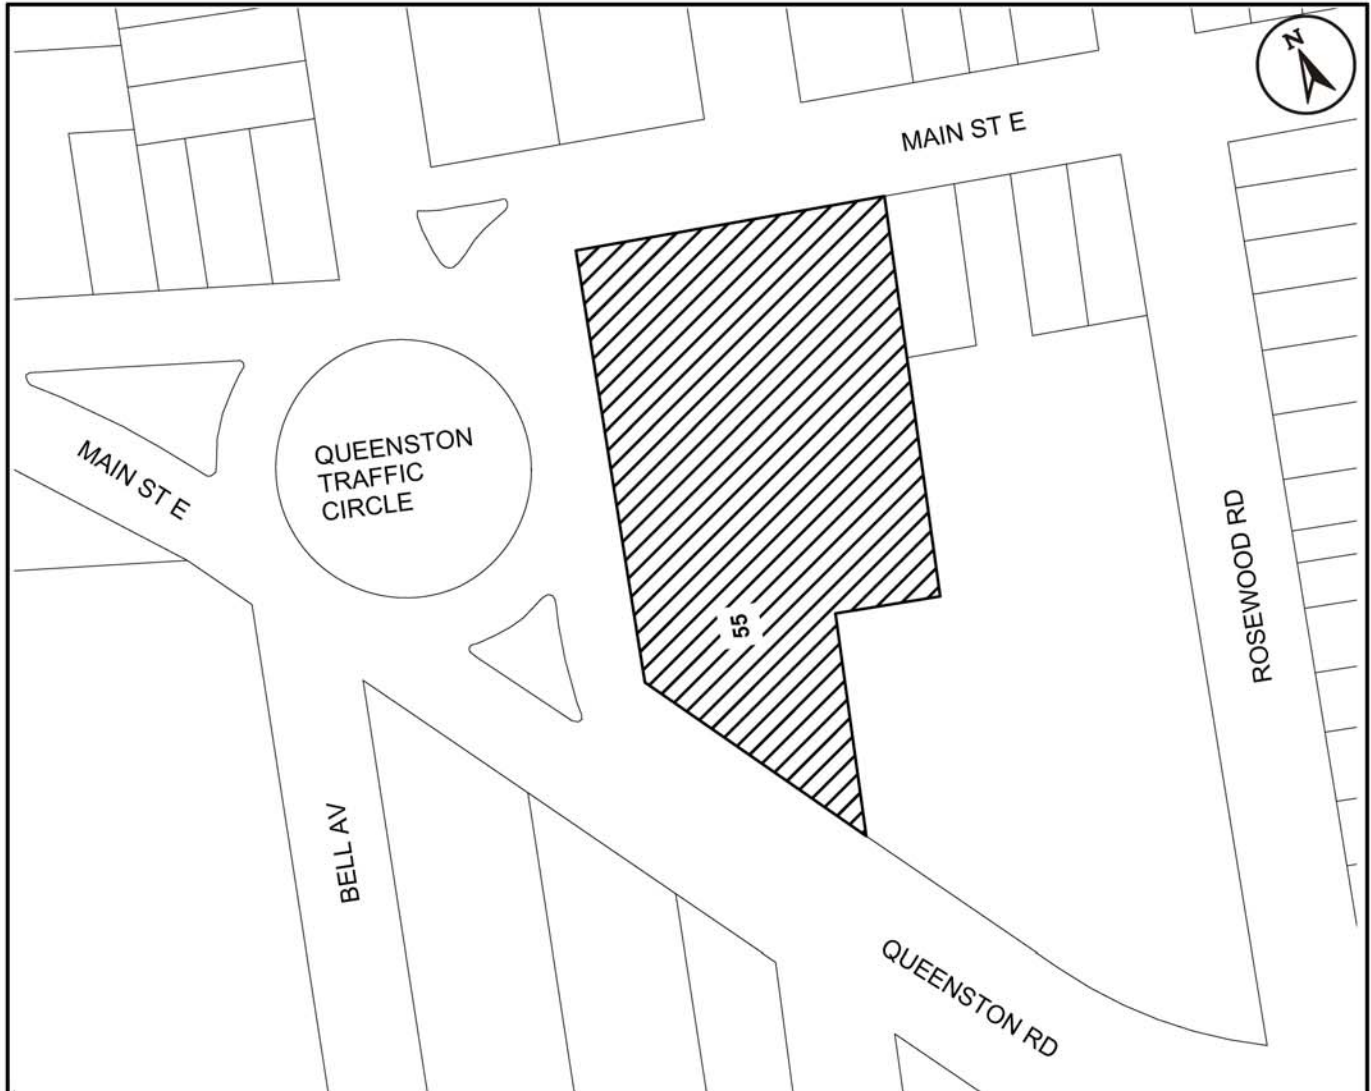 N
MAIN ST E
QUEENSTON
TRAFFIC
CIRCLE
MAIN ST E
ROSEWOOD RD
55
BELL AV
QUEENSTON RD